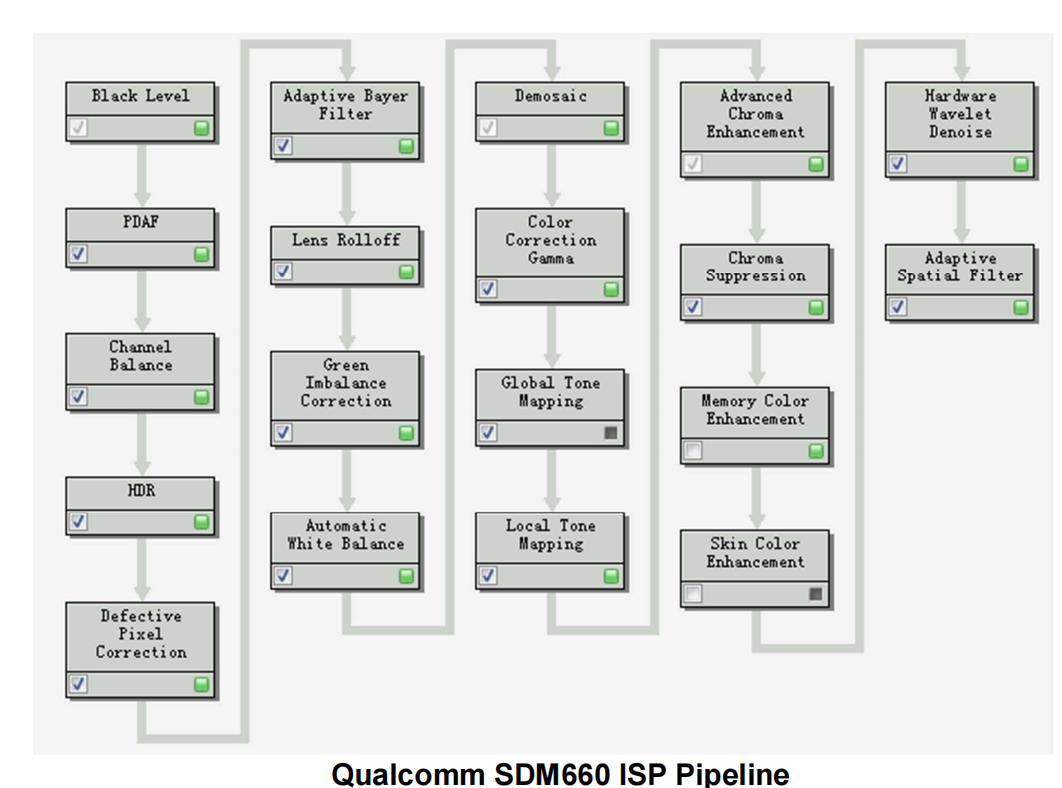 Black Level
PDAF
Channel
Balance
HDR
Defective
Pixel
Correction
Adaptive Bayer
Filter
Lens Rolloff
Green
Imbalance
Correction
Automatic
White Balance
Demosaic
Color
Correction
Gamma
Global Tone
Mapping
Local Tone
Mapping
Advanced
Chroma
Enhancement
Chroma
Suppression
Memory Color
Enhancement
Skin Color
Enhancement
Hardware
Wavelet
Denoise
Adaptive
Spatial Filter
Qualcomm SDM660 ISP Pipeline